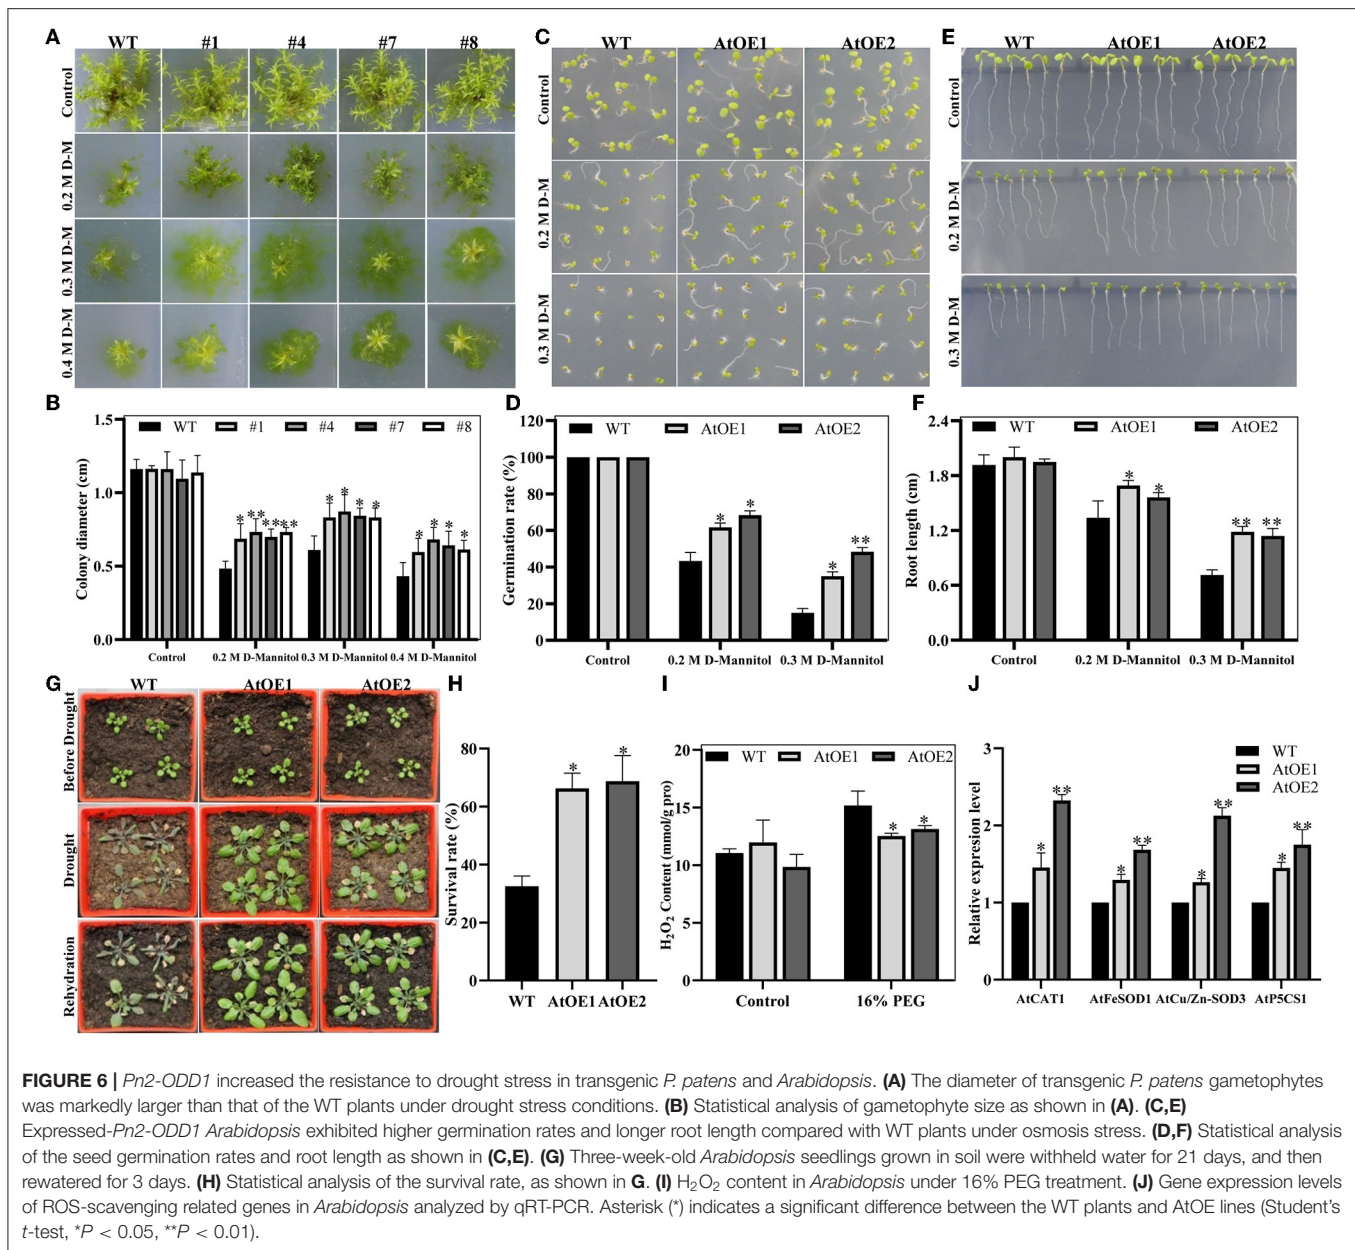 A
WT #1 #4 #7 #8
Control
0.2 M D-M
0.3 M D-M
0.4 M D-M
C
WT AtOE1 AtOE2
Control
0.2 M D-M
0.3 M D-M
E
WT AtOE1 AtOE2
Control
0.2 M D-M
0.3 M D-M
B
WT #1 #4 #7 #8
Colony diameter (cm)
1.5
1.0
0.5
0.0
* ** ** **
* * * *
* * * *
Control 0.2 M D-Mannitol 0.3 M D-Mannitol 0.4 M D-Mannitol
D
WT AtOE1 AtOE2
Germination rate (%)
120
100
80
60
40
20
0
* *
* **
Control 0.2 M D-Mannitol 0.3 M D-Mannitol
F
WT AtOE1 AtOE2
Root length (cm)
2.4
1.8
1.2
0.6
0.0
* *
** **
Control 0.2 M D-Mannitol 0.3 M D-Mannitol
G
WT AtOE1 AtOE2
Before Drought
Drought
Rehydration
H
Survival rate (%)
80
60
40
20
0
* *
WT AtOE1 AtOE2
I
WT AtOE1 AtOE2
H₂O₂ Content (mmol/g pro)
20
15
10
5
0
* *
Control 16% PEG
J
WT
AtOE1
AtOE2
Relative expression level
3
2
1
0
* ** * ** * ** * **
AtCAT1 AtFeSOD1 AtCu/Zn-SOD3 AtP5CS1
FIGURE 6 | Pn2-ODD1 increased the resistance to drought stress in transgenic P. patens and Arabidopsis. (A) The diameter of transgenic P. patens gametophytes
was markedly larger than that of the WT plants under drought stress conditions. (B) Statistical analysis of gametophyte size as shown in (A). (C,E)
Expressed-Pn2-ODD1 Arabidopsis exhibited higher germination rates and longer root length compared with WT plants under osmosis stress. (D,F) Statistical analysis
of the seed germination rates and root length as shown in (C,E). (G) Three-week-old Arabidopsis seedlings grown in soil were withheld water for 21 days, and then
rewatered for 3 days. (H) Statistical analysis of the survival rate, as shown in G. (I) H₂O₂ content in Arabidopsis under 16% PEG treatment. (J) Gene expression levels
of ROS-scavenging related genes in Arabidopsis analyzed by qRT-PCR. Asterisk (*) indicates a significant difference between the WT plants and AtOE lines (Student's
t-test, *P < 0.05, **P < 0.01).